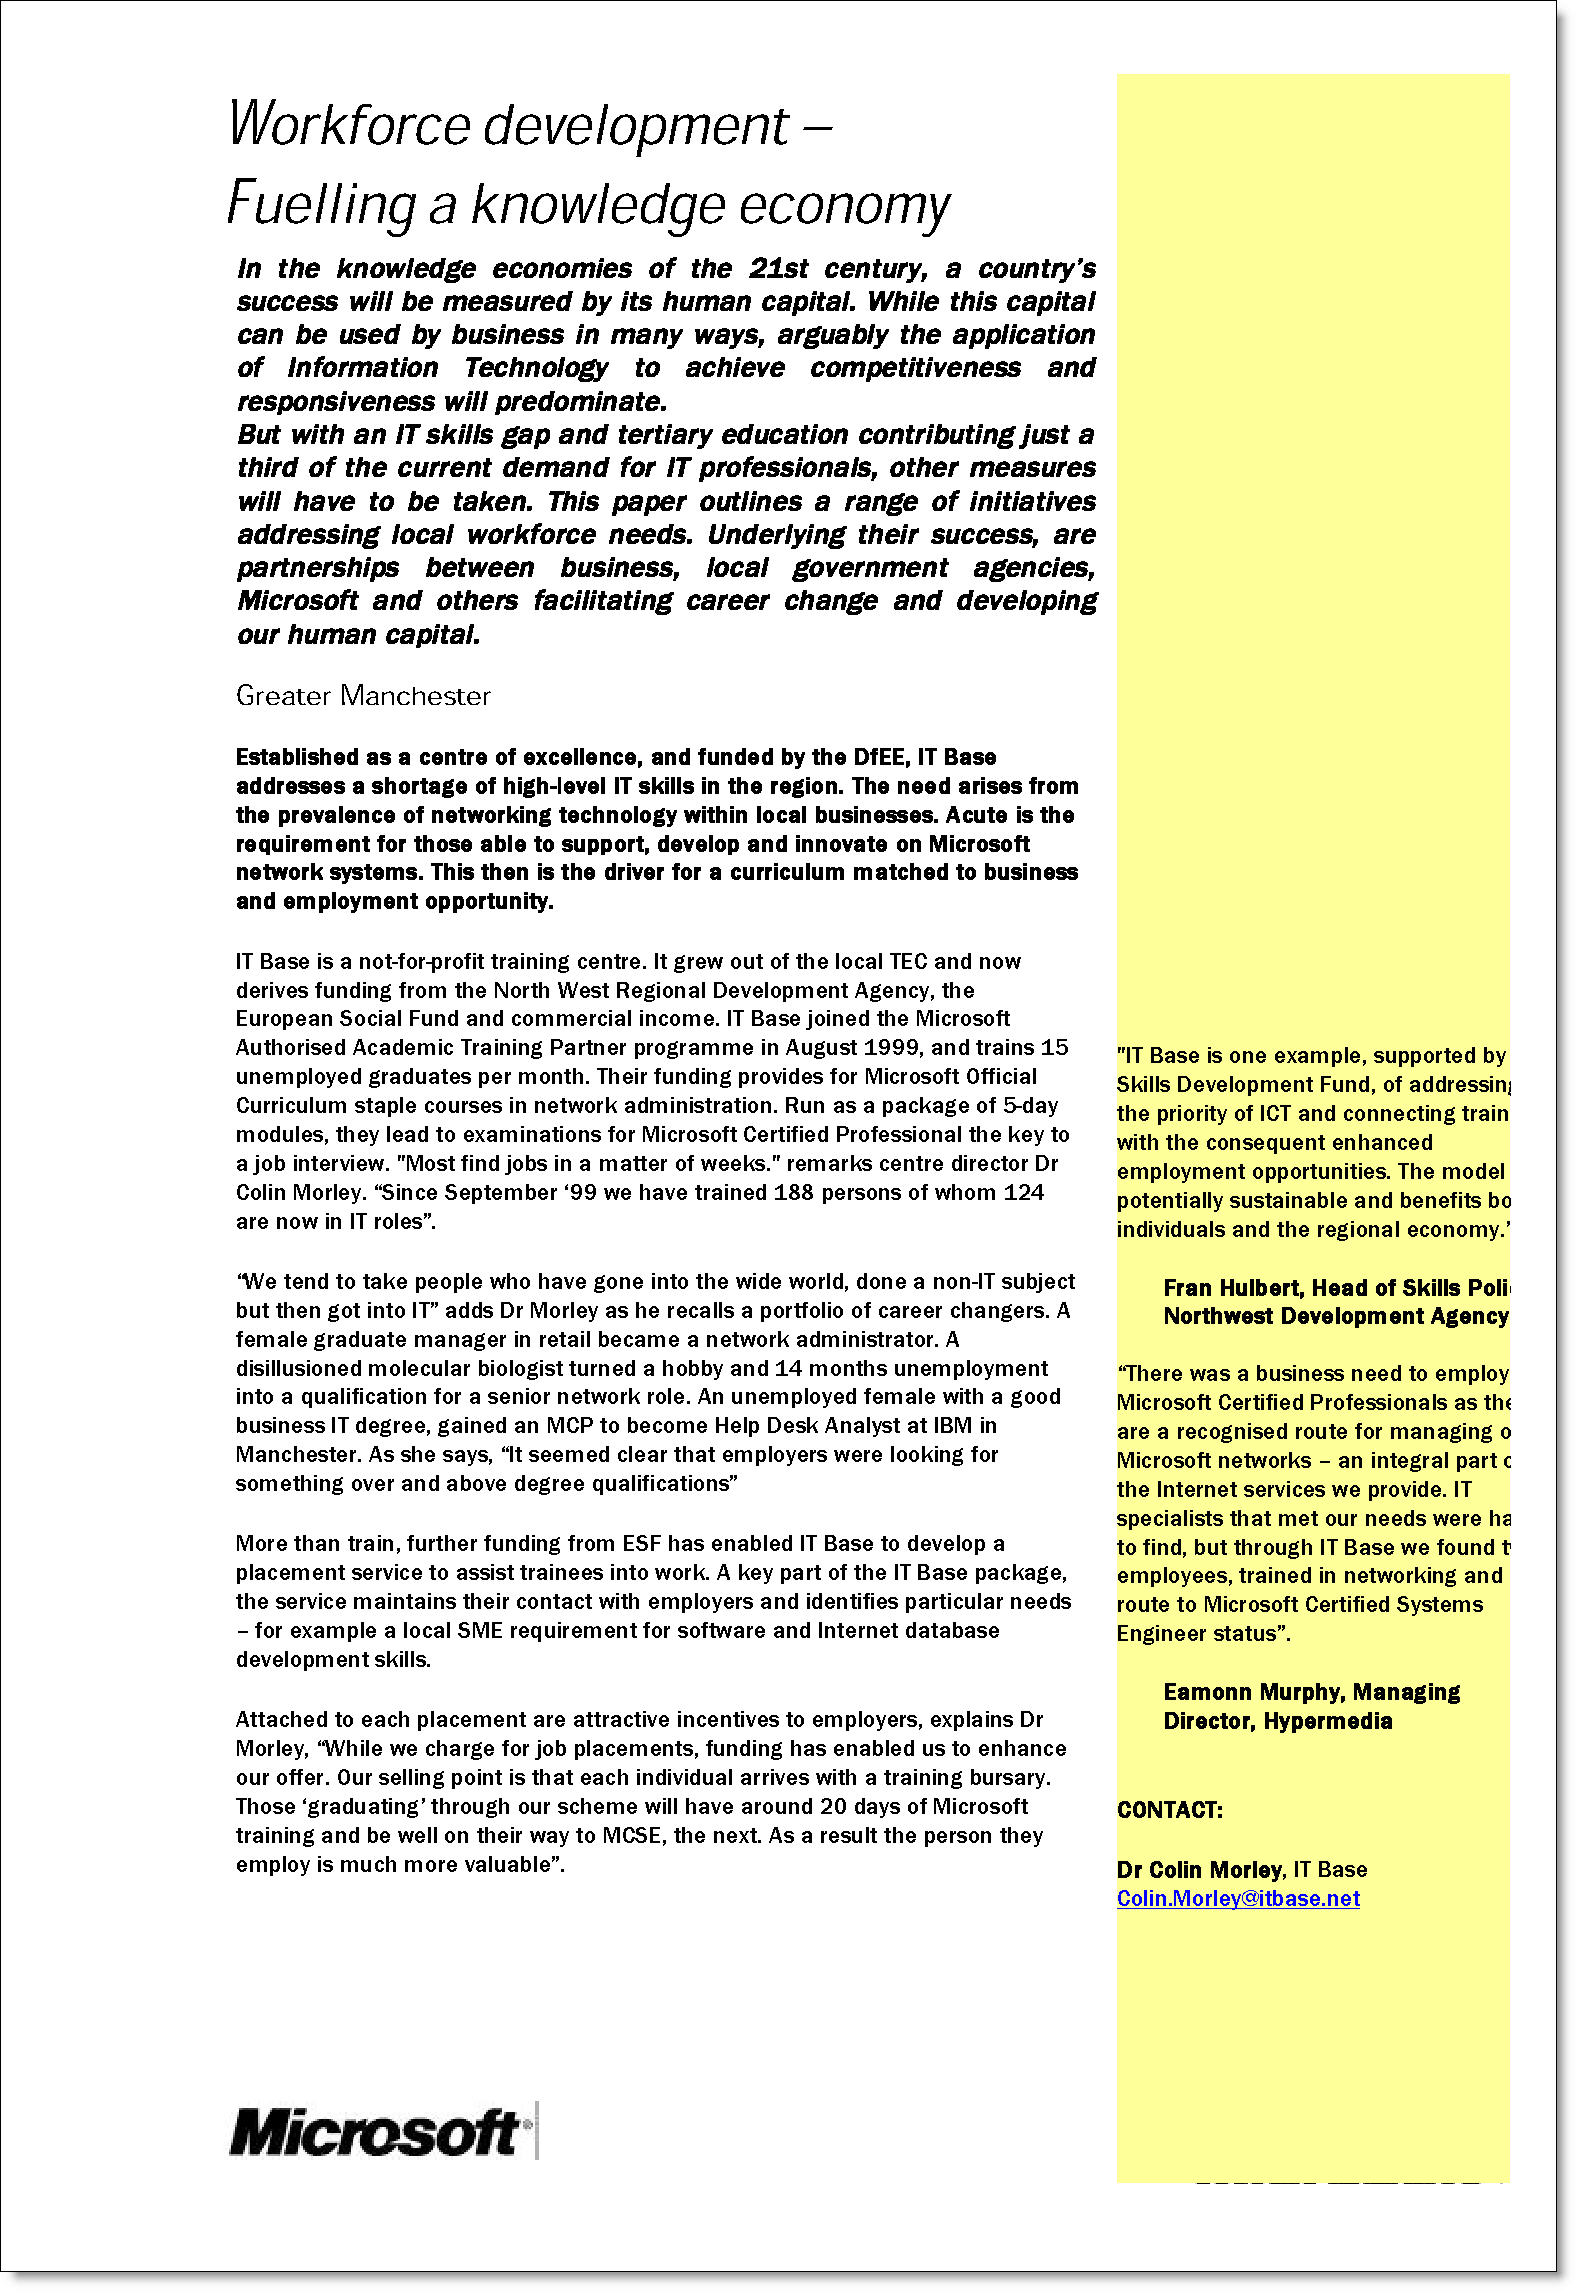 Workforce development –
Fuelling a knowledge economy
In the knowledge economies of the 21st century, a country’s
success will be measured by its human capital. While this capital
can be used by business in many ways, arguably the application
of Information Technology to achieve competitiveness and
responsiveness will predominate.
But with an IT skills gap and tertiary education contributing just a
third of the current demand for IT professionals, other measures
will have to be taken. This paper outlines a range of initiatives
addressing local workforce needs. Underlying their success, are
partnerships between business, local government agencies,
Microsoft and others facilitating career change and developing
our human capital.
Greater Manchester
Established as a centre of excellence, and funded by the DfEE, IT Base
addresses a shortage of high-level IT skills in the region. The need arises from
the prevalence of networking technology within local businesses. Acute is the
requirement for those able to support, develop and innovate on Microsoft
network systems. This then is the driver for a curriculum matched to business
and employment opportunity.
IT Base is a not-for-profit training centre. It grew out of the local TEC and now
derives funding from the North West Regional Development Agency, the
European Social Fund and commercial income. IT Base joined the Microsoft
Authorised Academic Training Partner programme in August 1999, and trains 15
unemployed graduates per month. Their funding provides for Microsoft Official
Curriculum staple courses in network administration. Run as a package of 5-day
modules, they lead to examinations for Microsoft Certified Professional the key to
a job interview. "Most find jobs in a matter of weeks." remarks centre director Dr
Colin Morley. “Since September ‘99 we have trained 188 persons of whom 124
are now in IT roles”.
“We tend to take people who have gone into the wide world, done a non-IT subject
but then got into IT” adds Dr Morley as he recalls a portfolio of career changers. A
female graduate manager in retail became a network administrator. A
disillusioned molecular biologist turned a hobby and 14 months unemployment
into a qualification for a senior network role. An unemployed female with a good
business IT degree, gained an MCP to become Help Desk Analyst at IBM in
Manchester. As she says, “It seemed clear that employers were looking for
something over and above degree qualifications”
More than train, further funding from ESF has enabled IT Base to develop a
placement service to assist trainees into work. A key part of the IT Base package,
the service maintains their contact with employers and identifies particular needs
– for example a local SME requirement for software and Internet database
development skills.
Attached to each placement are attractive incentives to employers, explains Dr
Morley, “While we charge for job placements, funding has enabled us to enhance
our offer. Our selling point is that each individual arrives with a training bursary.
Those ‘graduating’ through our scheme will have around 20 days of Microsoft
training and be well on their way to MCSE, the next. As a result the person they
employ is much more valuable”.
Microsoft®
"IT Base is one example, supported by
Skills Development Fund, of addressing
the priority of ICT and connecting train
with the consequent enhanced
employment opportunities. The model
potentially sustainable and benefits bo
individuals and the regional economy.”
Fran Hulbert, Head of Skills Poli
Northwest Development Agency
“There was a business need to employ
Microsoft Certified Professionals as the
are a recognised route for managing o
Microsoft networks – an integral part o
the Internet services we provide. IT
specialists that met our needs were ha
to find, but through IT Base we found
employees, trained in networking and
route to Microsoft Certified Systems
Engineer status”.
Eamonn Murphy, Managing
Director, Hypermedia
CONTACT:
Dr Colin Morley, IT Base
Colin.Morley@itbase.net